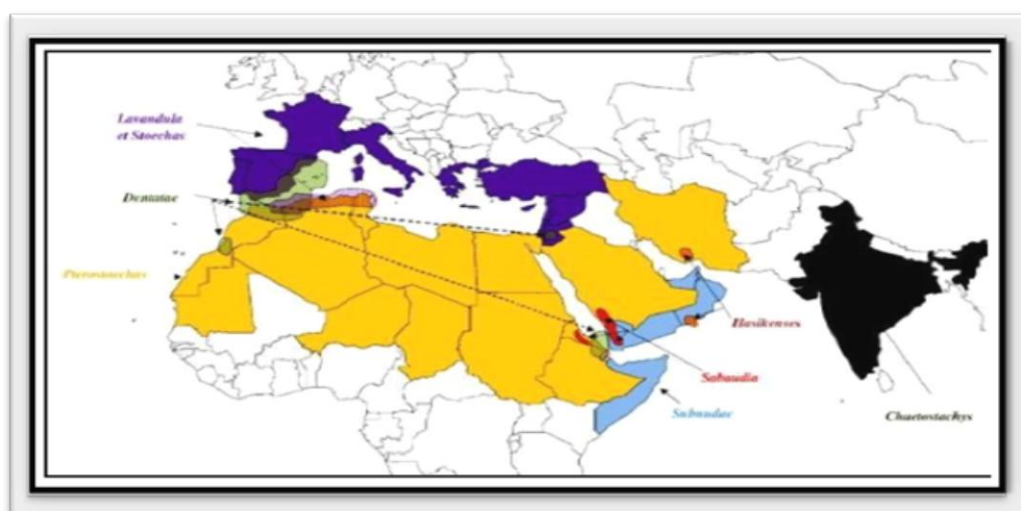 Lavandula
et Stoechas
Dentatae
Pterostoechas
Hasikenses
Sabaudia
Subnudae
Chaetostachys